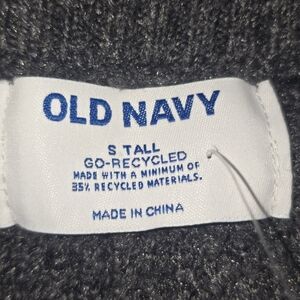 OLD NAVY
S TALL
GO-RECYCLED
MADE WITH A MINIMUM OF
35% RECYCLED MATERIALS.
MADE IN CHINA